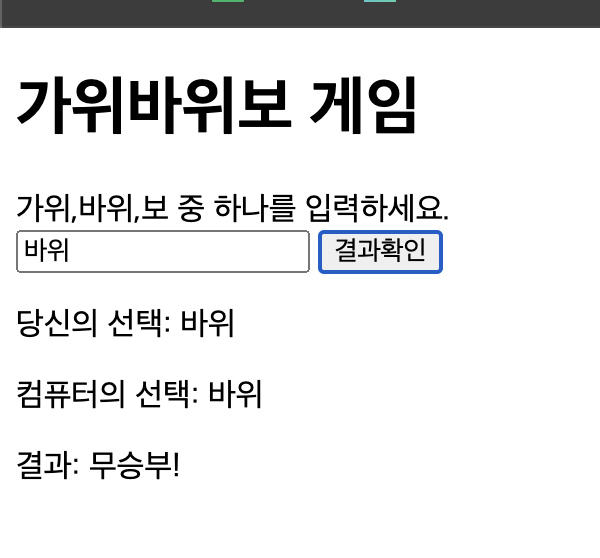 가위바위보 게임
가위,바위,보 중 하나를 입력하세요.
바위 결과확인
당신의 선택: 바위
컴퓨터의 선택: 바위
결과: 무승부!